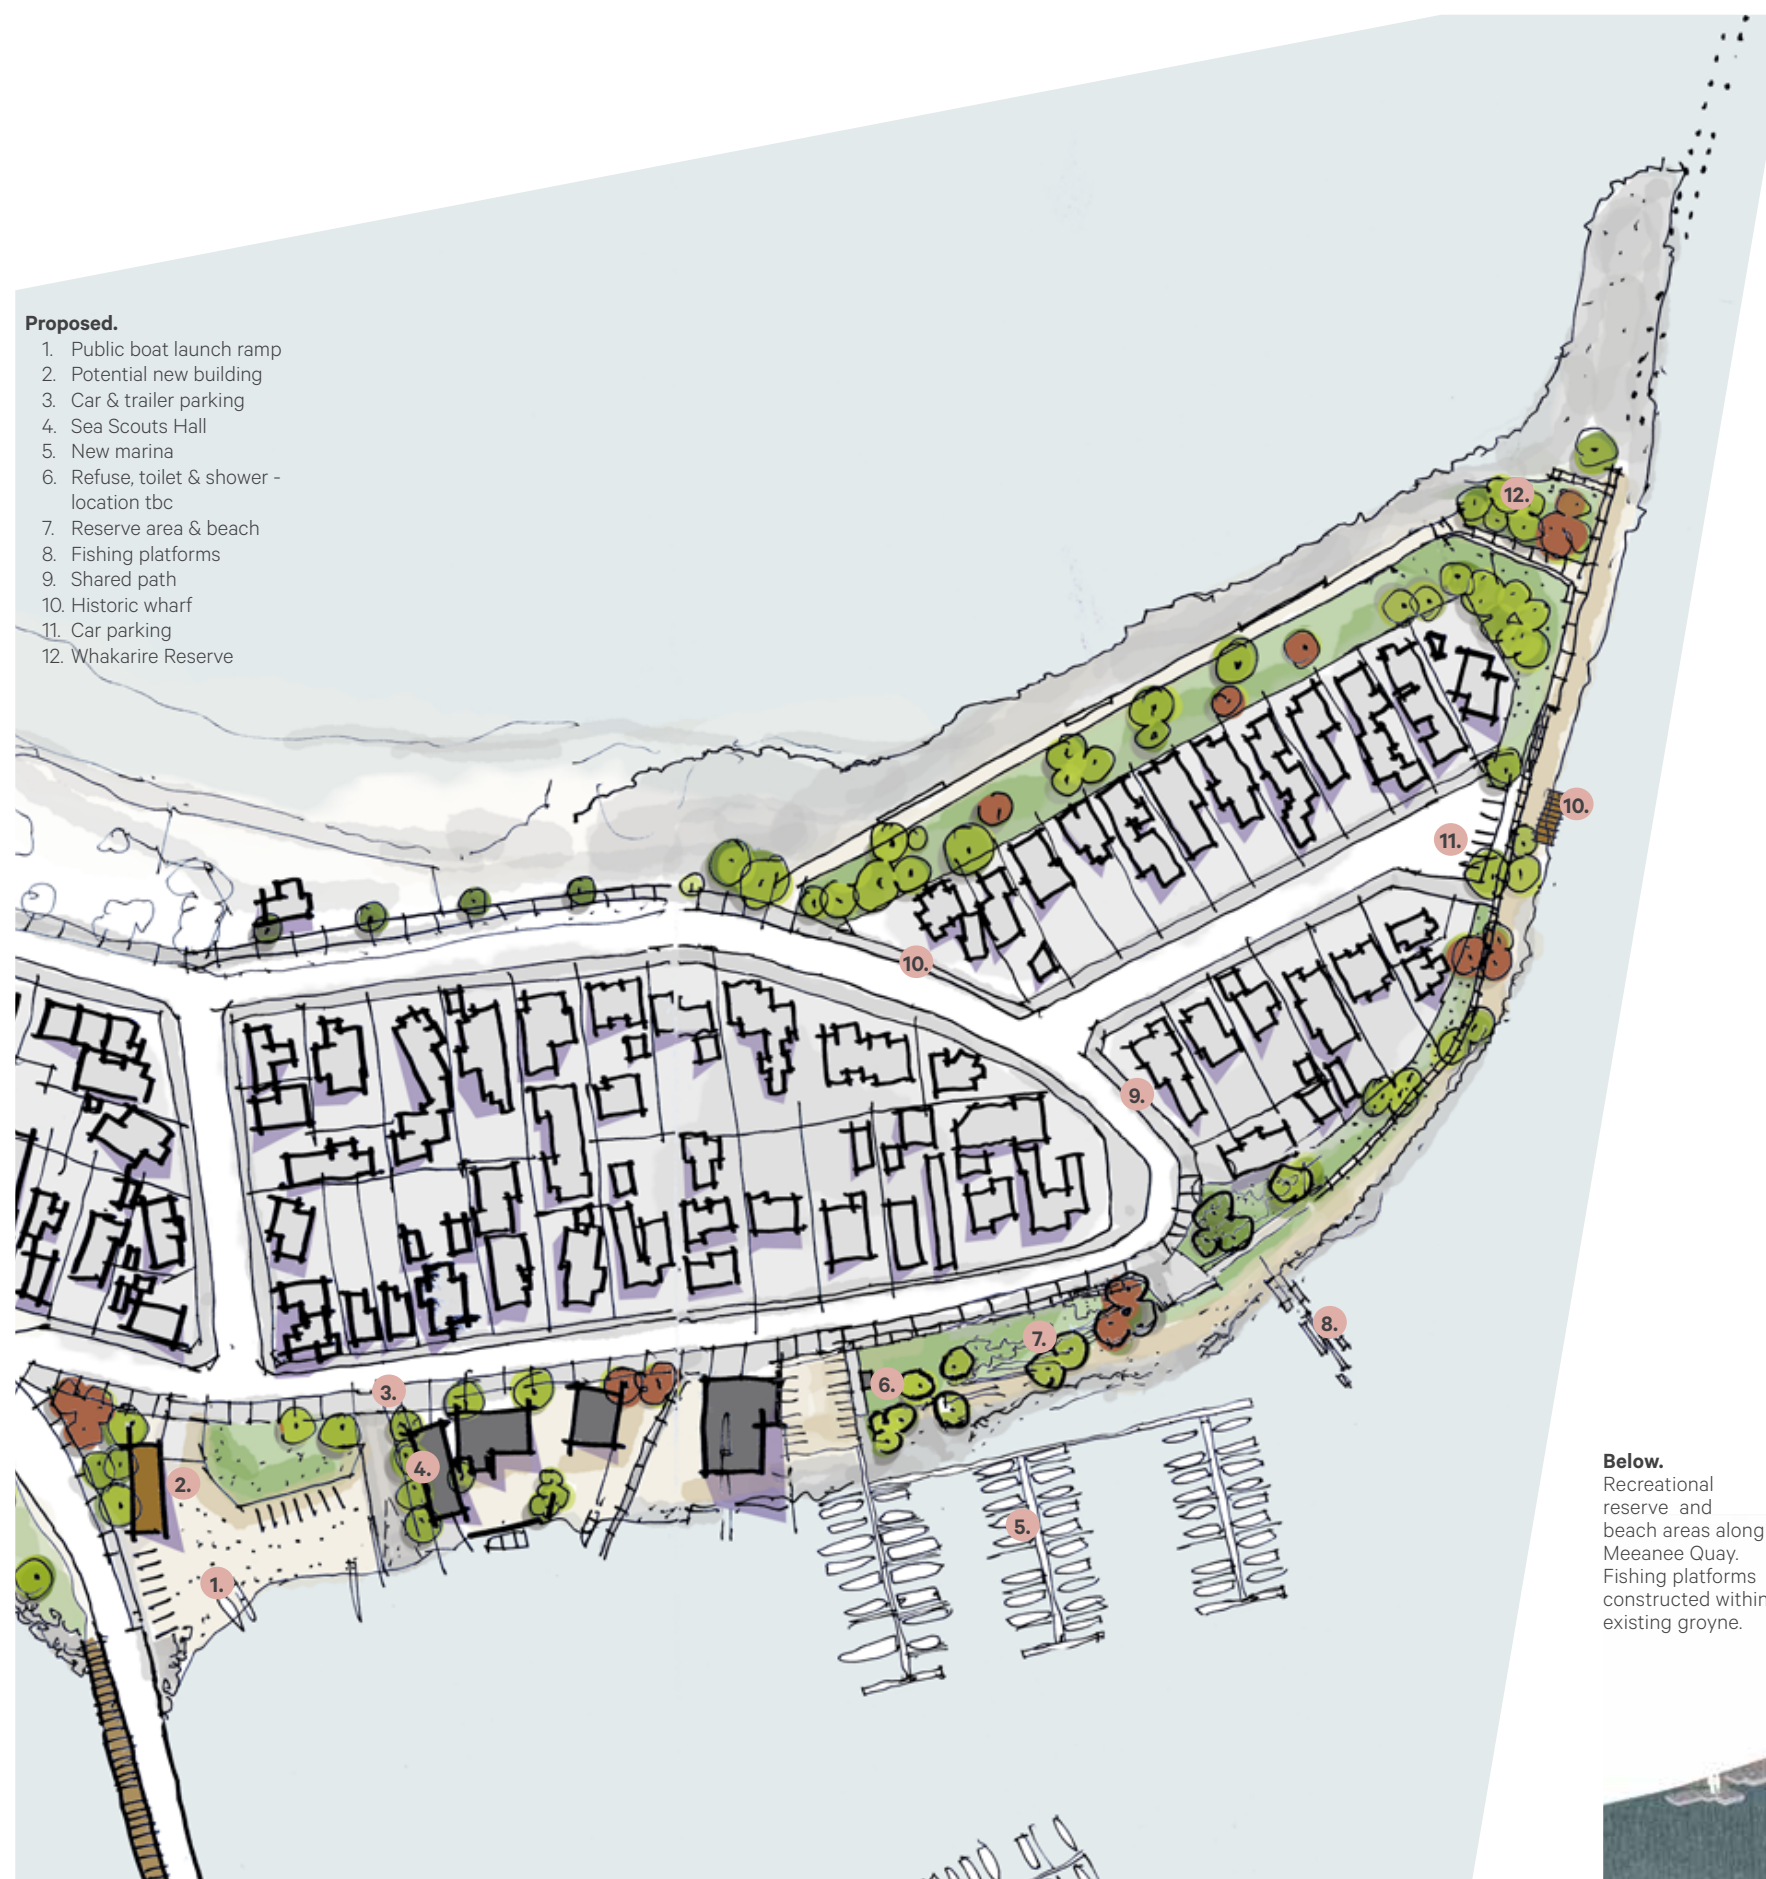 Proposed.
1. Public boat launch ramp
2. Potential new building
3. Car & trailer parking
4. Sea Scouts Hall
5. New marina
6. Refuse, toilet & shower -
location tbc
7. Reserve area & beach
8. Fishing platforms
9. Shared path
10. Historic wharf
11. Car parking
12. Whakarire Reserve
12.
10.
11.
10.
9.
8.
7.
6.
3.
4.
2.
5.
1.
Below.
Recreational
reserve and
beach areas along
Meeanee Quay.
Fishing platforms
constructed within
existing groyne.